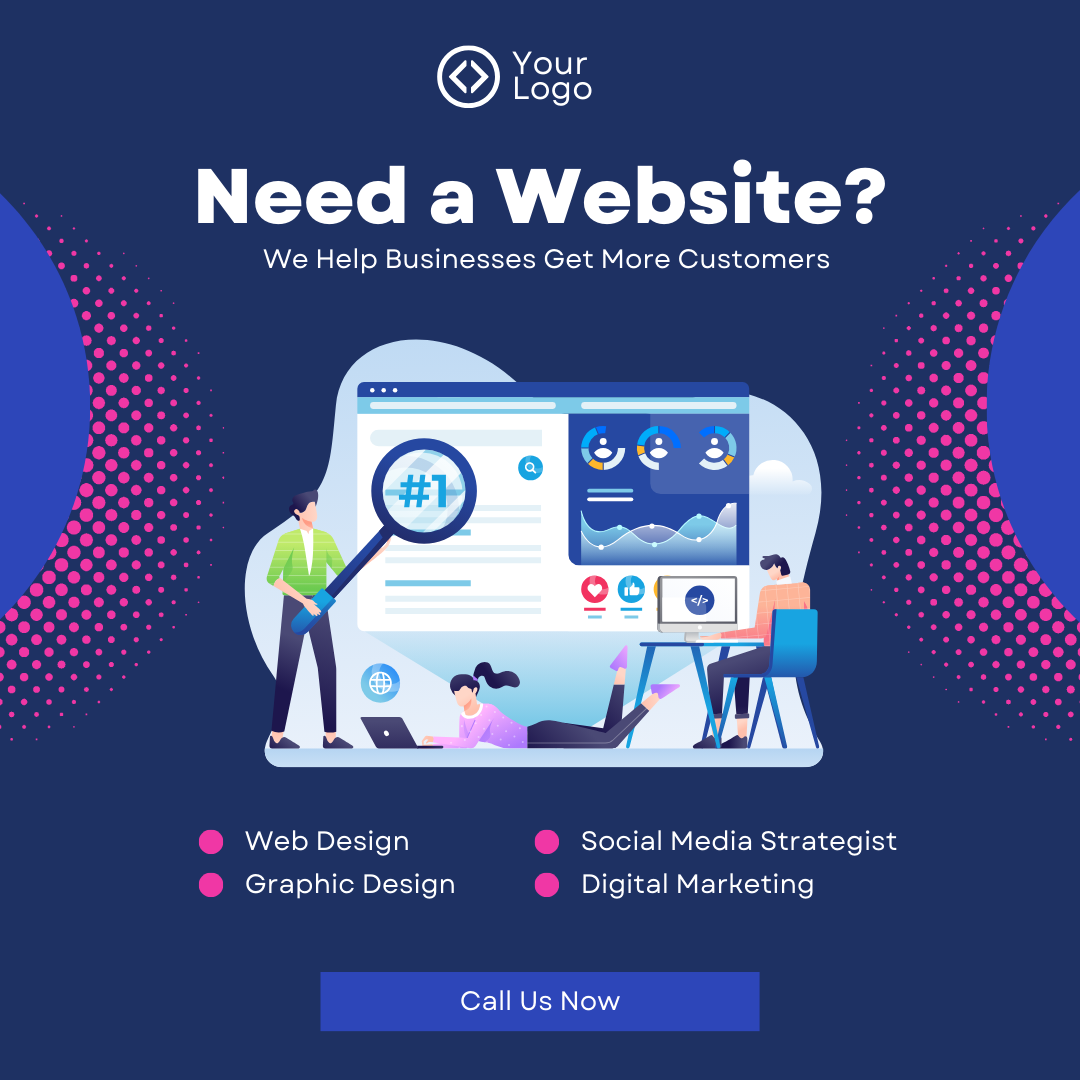 Your
Logo
Need a Website?
We Help Businesses Get More Customers
#1
</>
Web Design
Graphic Design
Social Media Strategist
Digital Marketing
Call Us Now